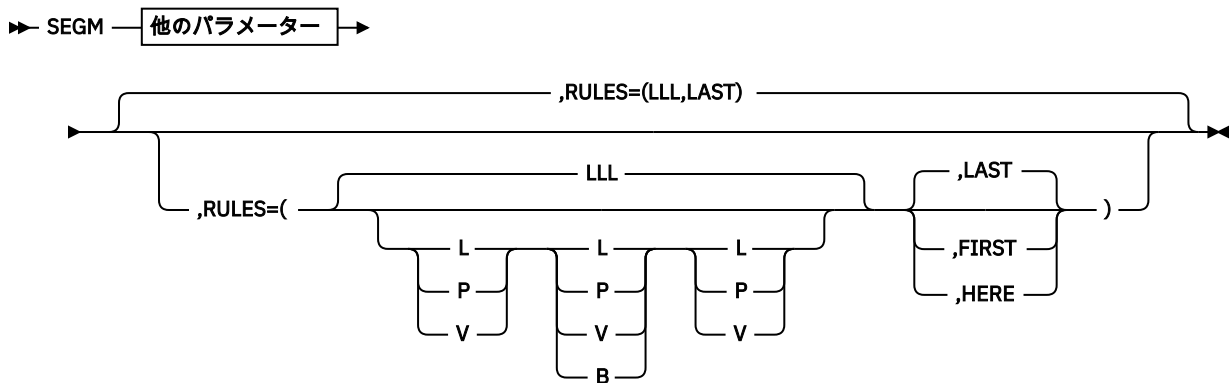 SEGM 他のパラメーター
,RULES=(LLL,LAST)
LLL ,LAST
,RULES=( )
L L L ,FIRST
P P P ,HERE
V V V
B